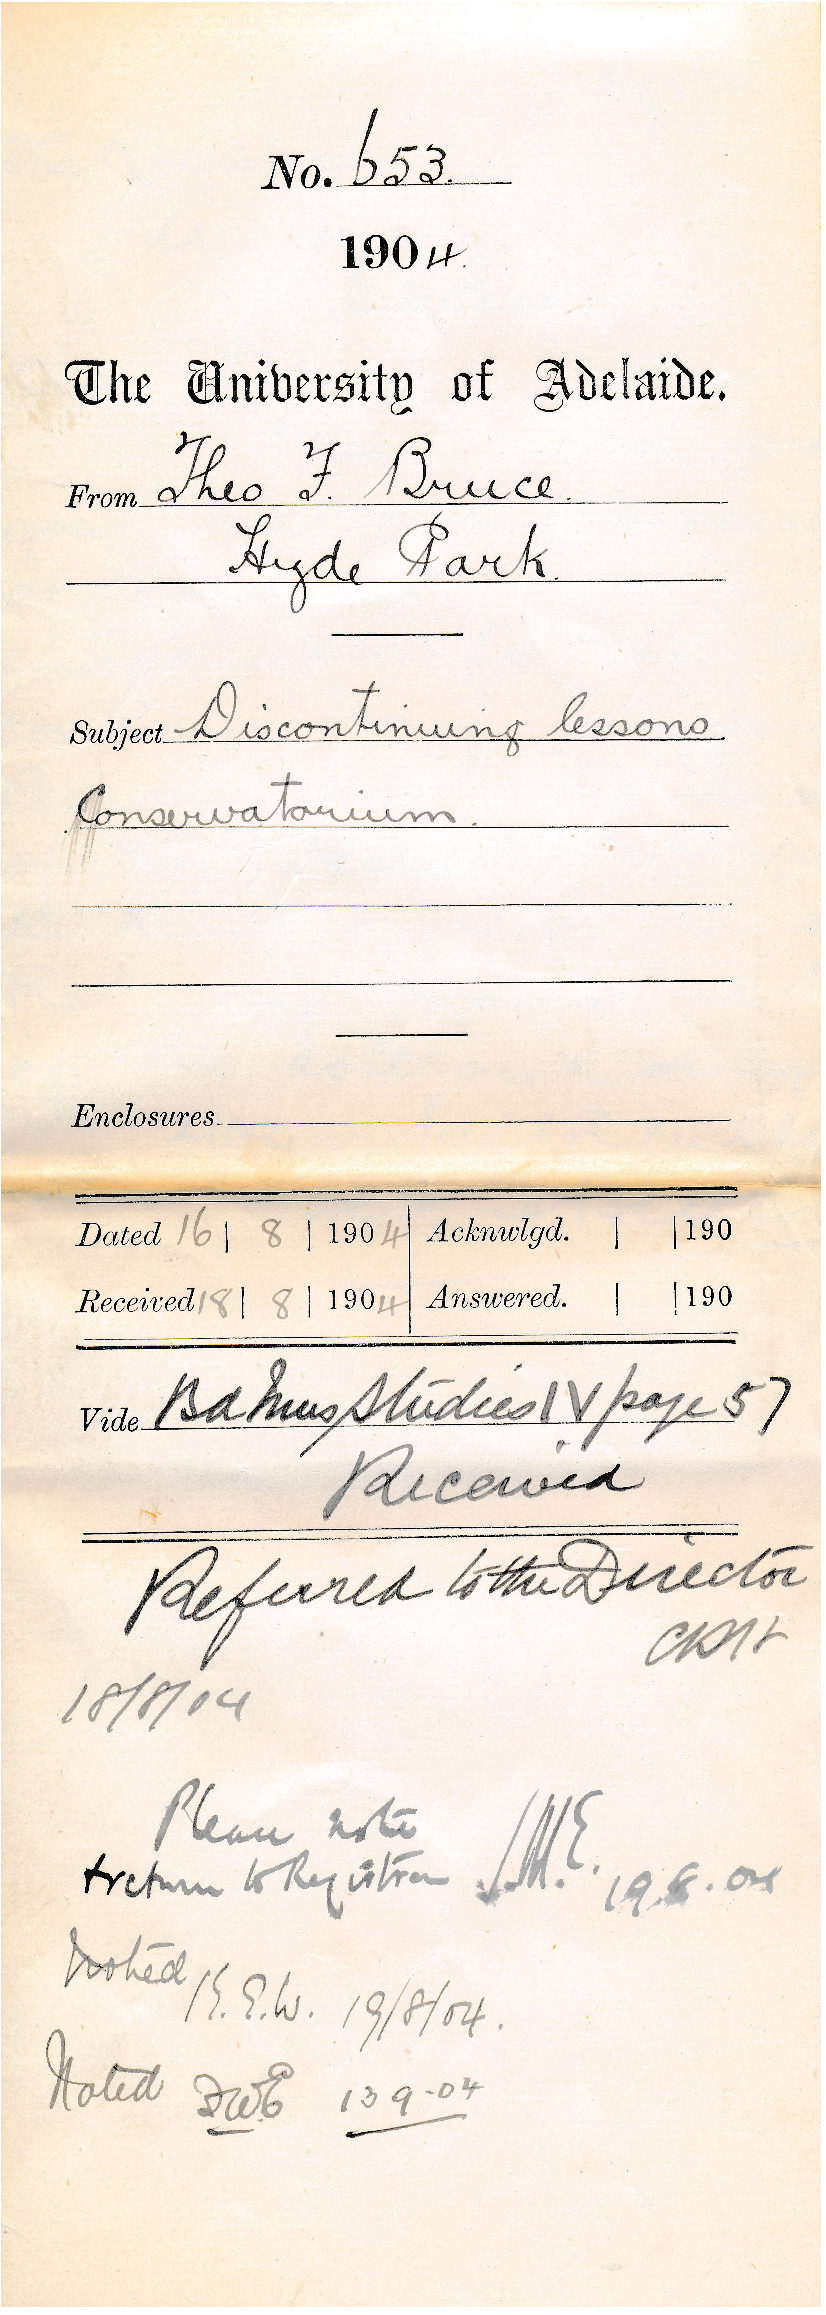 No. 653.
1904.
The University of Adelaide.
From Theo F. Bruce.
Hyde Park.
Subject Discontinuing lessons
Conservatorium.
Enclosures
Dated 16 | 8 | 1904 Acknwlgd. | | 190
Received 18 | 8 | 1904 Answered. | | 190
Vide Bd Mus Studies IV page 57
Received
Referred to the Director
18/8/04
Please note
+ return to Registrar J.M.E. 19.8.04
Noted K.E.W. 19/8/04.
Noted 13 9-04